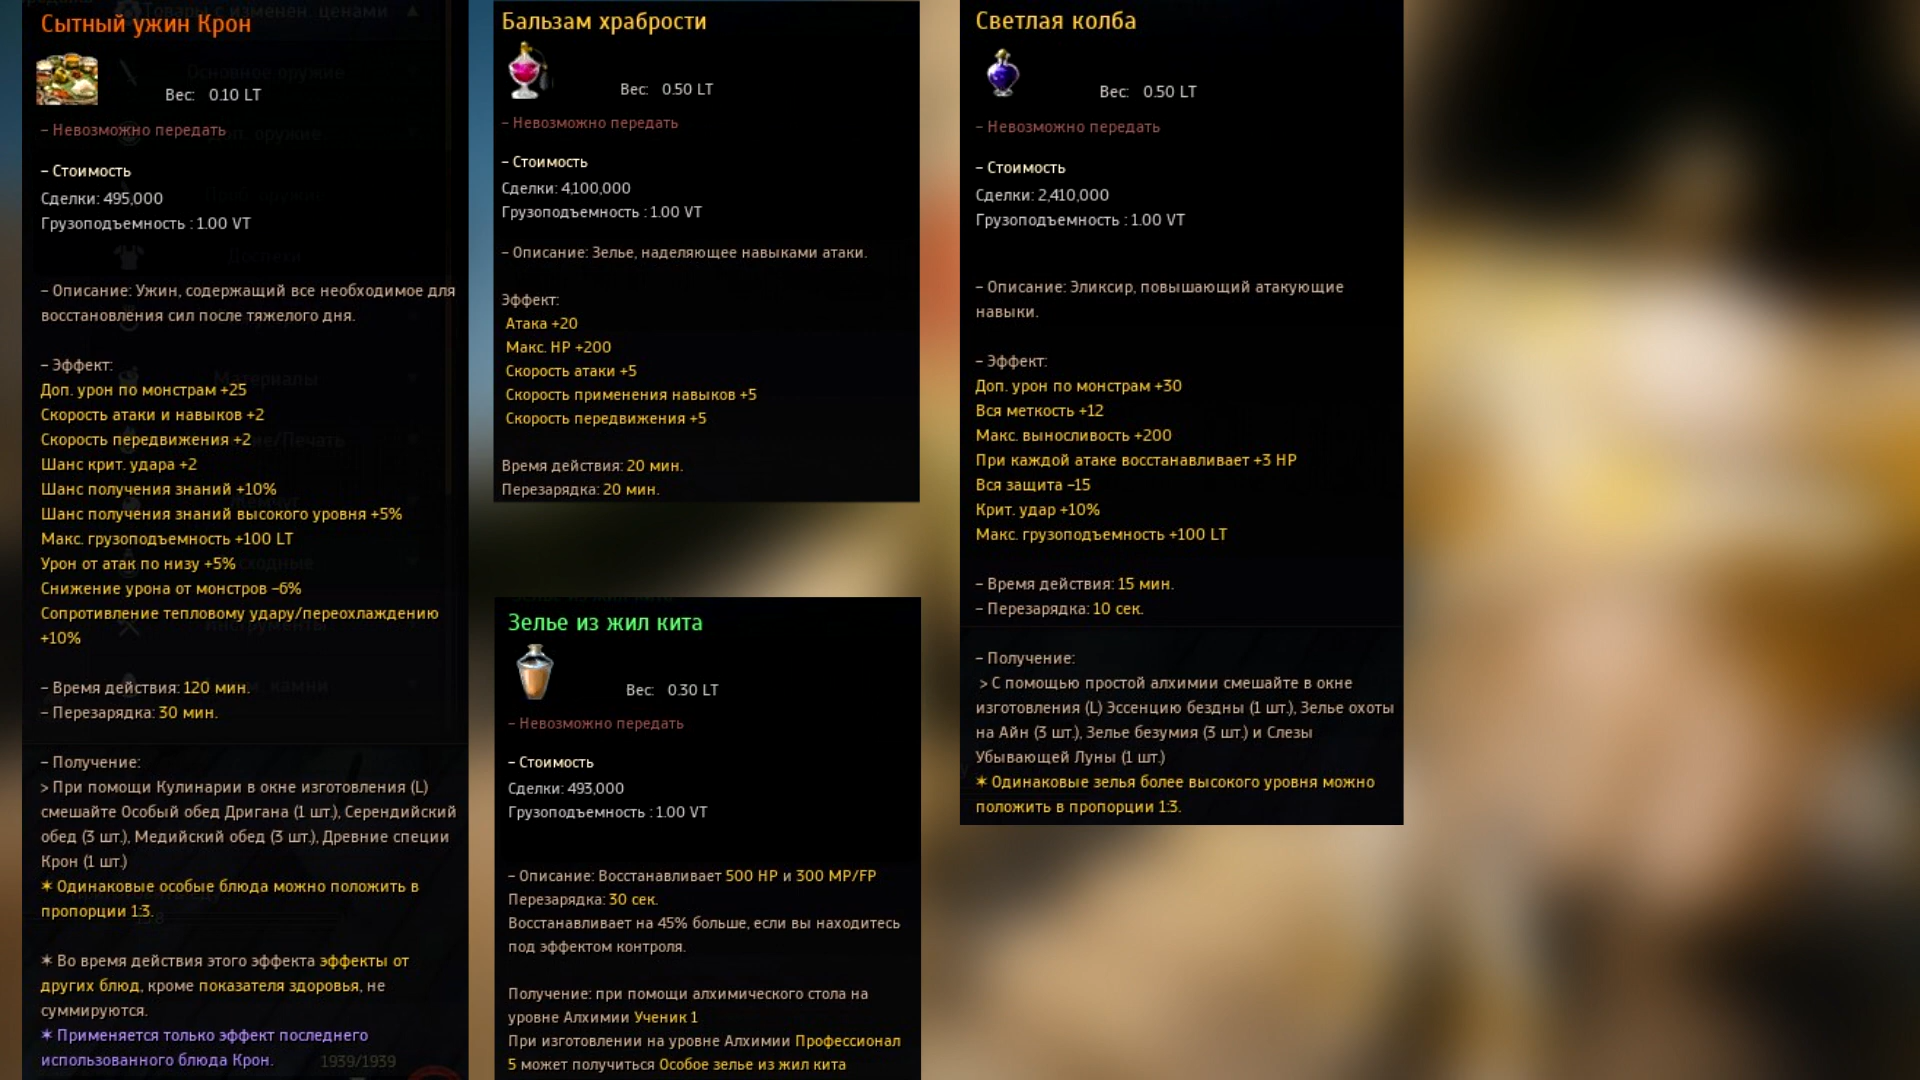 Товары с изменен. ценами
Сытный ужин Крон
Основное оружие
Вес: 0.10 LT
– Невозможно передать
– Стоимость
Сделки: 495,000
Грузоподъемность : 1.00 VT
Доспехи
– Описание: Ужин, содержащий все необходимое для
восстановления сил после тяжелого дня.
– Эффект:
Материалы
Доп. урон по монстрам +25
Скорость атаки и навыков +2
Скорость передвижения +2
Шанс крит. удара +2
Шанс получения знаний +10%
Шанс получения знаний высокого уровня +5%
Макс. грузоподъемность +100 LT
Урон от атак по низу +5%
Снижение урона от монстров –6%
Сопротивление тепловому удару/переохлаждению
+10%
– Время действия: 120 мин.
– Перезарядка: 30 мин.
– Получение:
> При помощи Кулинарии в окне изготовления (L)
смешайте Особый обед Дригана (1 шт.), Серендийский
обед (3 шт.), Медийский обед (3 шт.), Древние специи
Крон (1 шт.)
✶ Одинаковые особые блюда можно положить в
пропорции 1:3.
✶ Во время действия этого эффекта эффекты от
других блюд, кроме показателя здоровья, не
суммируются.
✶ Применяется только эффект последнего
использованного блюда Крон.
1939/1939
Бальзам храбрости
Вес: 0.50 LT
– Невозможно передать
– Стоимость
Сделки: 4,100,000
Грузоподъемность : 1.00 VT
– Описание: Зелье, наделяющее навыками атаки.
Эффект:
Атака +20
Макс. HP +200
Скорость атаки +5
Скорость применения навыков +5
Скорость передвижения +5
Время действия: 20 мин.
Перезарядка: 20 мин.
Зелье из жил кита
Вес: 0.30 LT
– Невозможно передать
– Стоимость
Сделки: 493,000
Грузоподъемность : 1.00 VT
– Описание: Восстанавливает 500 HP и 300 MP/FP
Перезарядка: 30 сек.
Восстанавливает на 45% больше, если вы находитесь
под эффектом контроля.
Получение: при помощи алхимического стола на
уровне Алхимии Ученик 1
При изготовлении на уровне Алхимии Профессионал
5 может получиться Особое зелье из жил кита
Светлая колба
Вес: 0.50 LT
– Невозможно передать
– Стоимость
Сделки: 2,410,000
Грузоподъемность : 1.00 VT
– Описание: Эликсир, повышающий атакующие
навыки.
– Эффект:
Доп. урон по монстрам +30
Вся меткость +12
Макс. выносливость +200
При каждой атаке восстанавливает +3 HP
Вся защита –15
Крит. удар +10%
Макс. грузоподъемность +100 LT
– Время действия: 15 мин.
– Перезарядка: 10 сек.
– Получение:
> С помощью простой алхимии смешайте в окне
изготовления (L) Эссенцию бездны (1 шт.), Зелье охоты
на Айн (3 шт.), Зелье безумия (3 шт.) и Слезы
Убывающей Луны (1 шт.)
✶ Одинаковые зелья более высокого уровня можно
положить в пропорции 1:3.